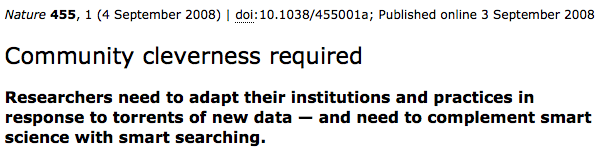 Nature 455, 1 (4 September 2008) | doi:10.1038/455001a; Published online 3 September 2008
Community cleverness required
Researchers need to adapt their institutions and practices in
response to torrents of new data — and need to complement smart
science with smart searching.